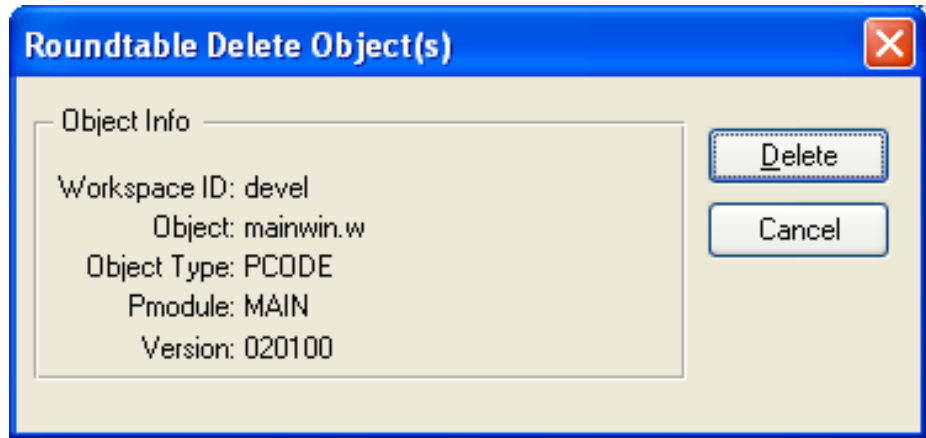 Roundtable Delete Object(s)
Object Info
Workspace ID: devel
Object: mainwin.w
Object Type: PCODE
Pmodule: MAIN
Version: 020100
Delete
Cancel